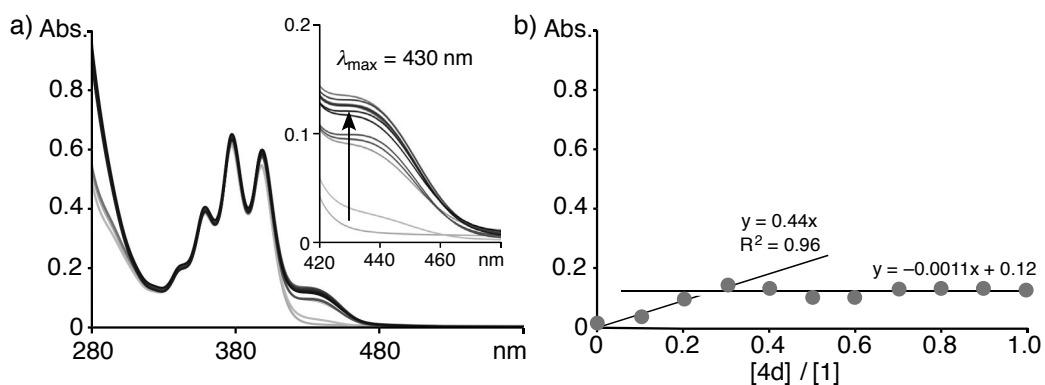 a) Abs.
0.8
0.6
0.4
0.2
0
280
380
480
nm
0.2
0.1
0
λmax = 430 nm
420
440
460
nm
b) Abs.
0.8
0.6
0.4
0.2
0
y = 0.44x
R² = 0.96
y = –0.0011x + 0.12
0
0.2
0.4
0.6
0.8
1.0
[4d] / [1]